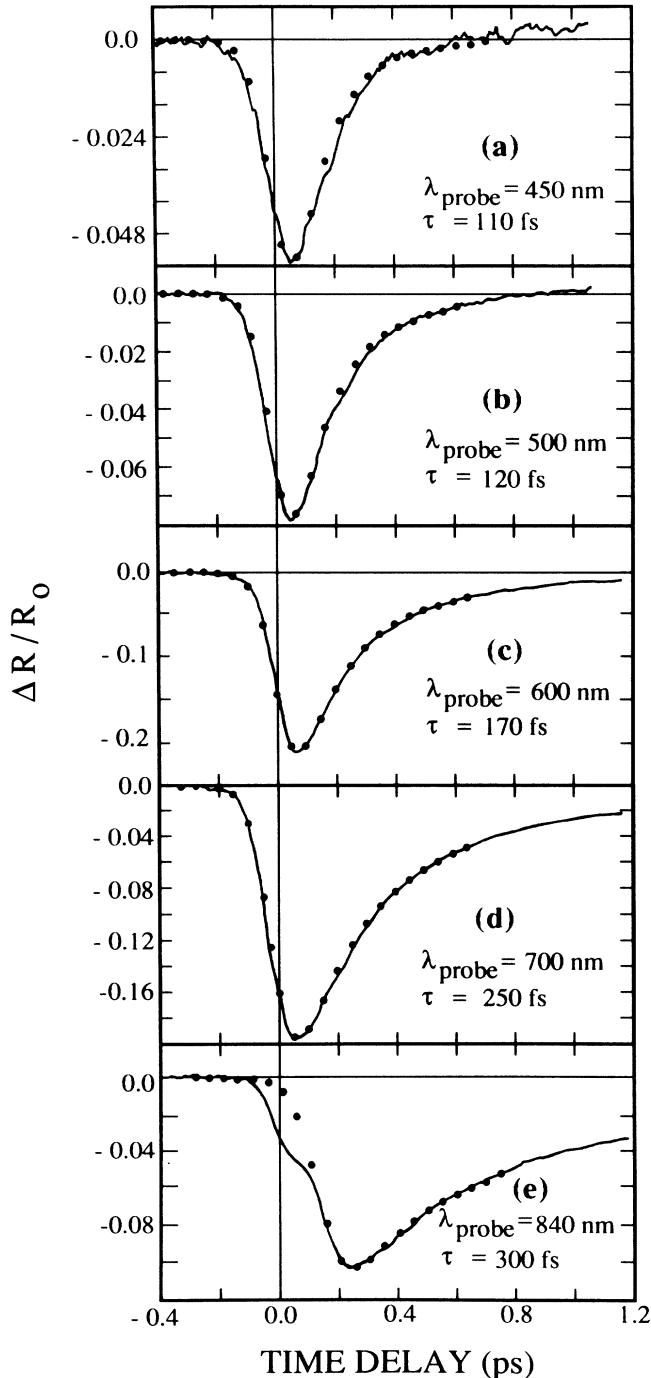 0.0
- 0.024
- 0.048
(a)
λprobe = 450 nm
τ = 110 fs
0.0
- 0.02
- 0.04
- 0.06
(b)
λprobe = 500 nm
τ = 120 fs
0.0
- 0.1
- 0.2
(c)
λprobe = 600 nm
τ = 170 fs
0.0
- 0.04
- 0.08
- 0.12
-0.16
(d)
λprobe = 700 nm
τ = 250 fs
0.0
- 0.04
-0.08
(e)
λprobe = 840 nm
τ = 300 fs
ΔR / Ro
- 0.4 0.0 0.4 0.8 1.2
TIME DELAY (ps)